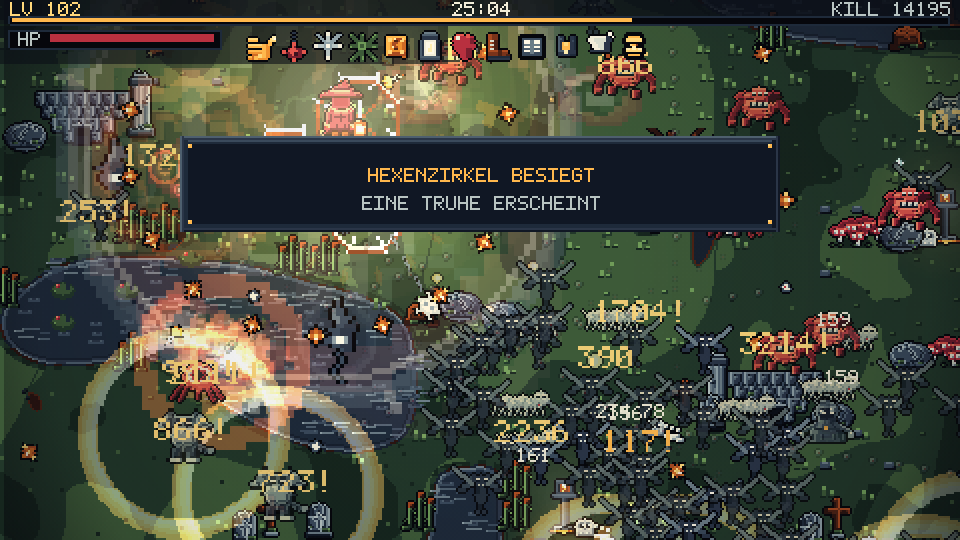 LV 102
25:04
KILL 14195
HP
HEXENZIRKEL BESIEGT
EINE TRUHE ERSCHEINT
253!
1704!
159
390
159
2236
117!
161
866!
723!